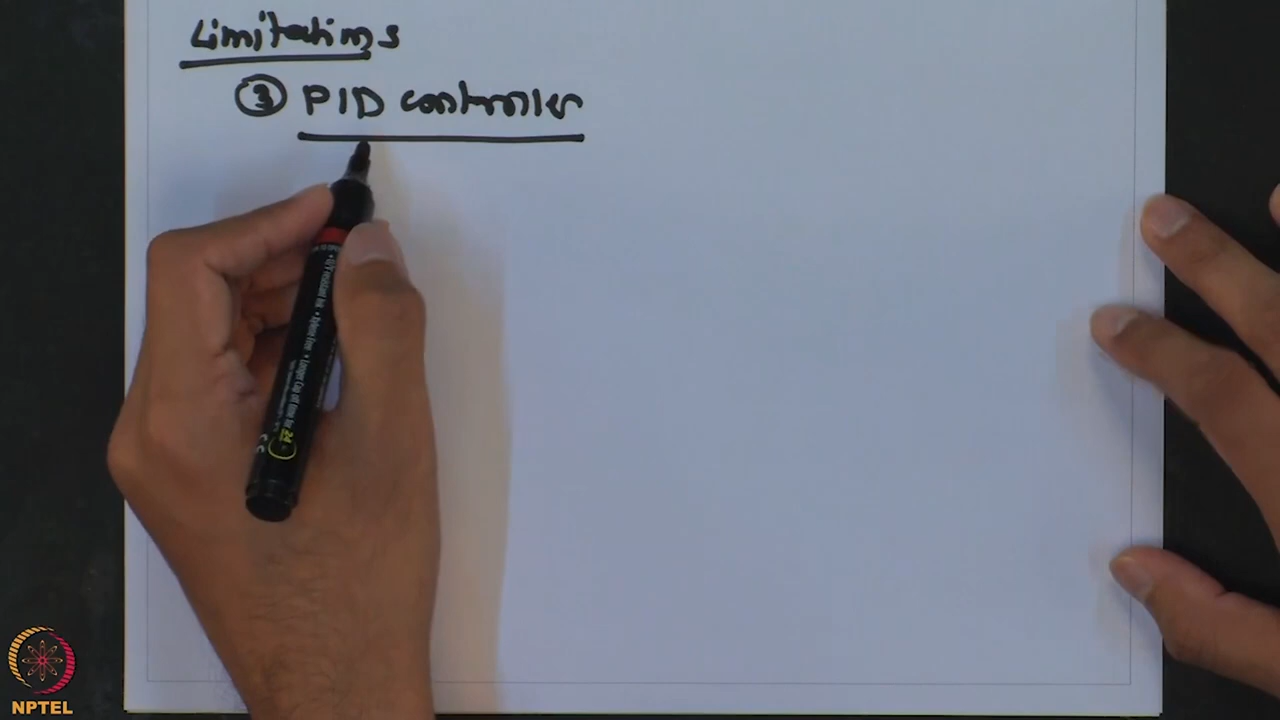 Limitations
③ PID controller
NPTEL